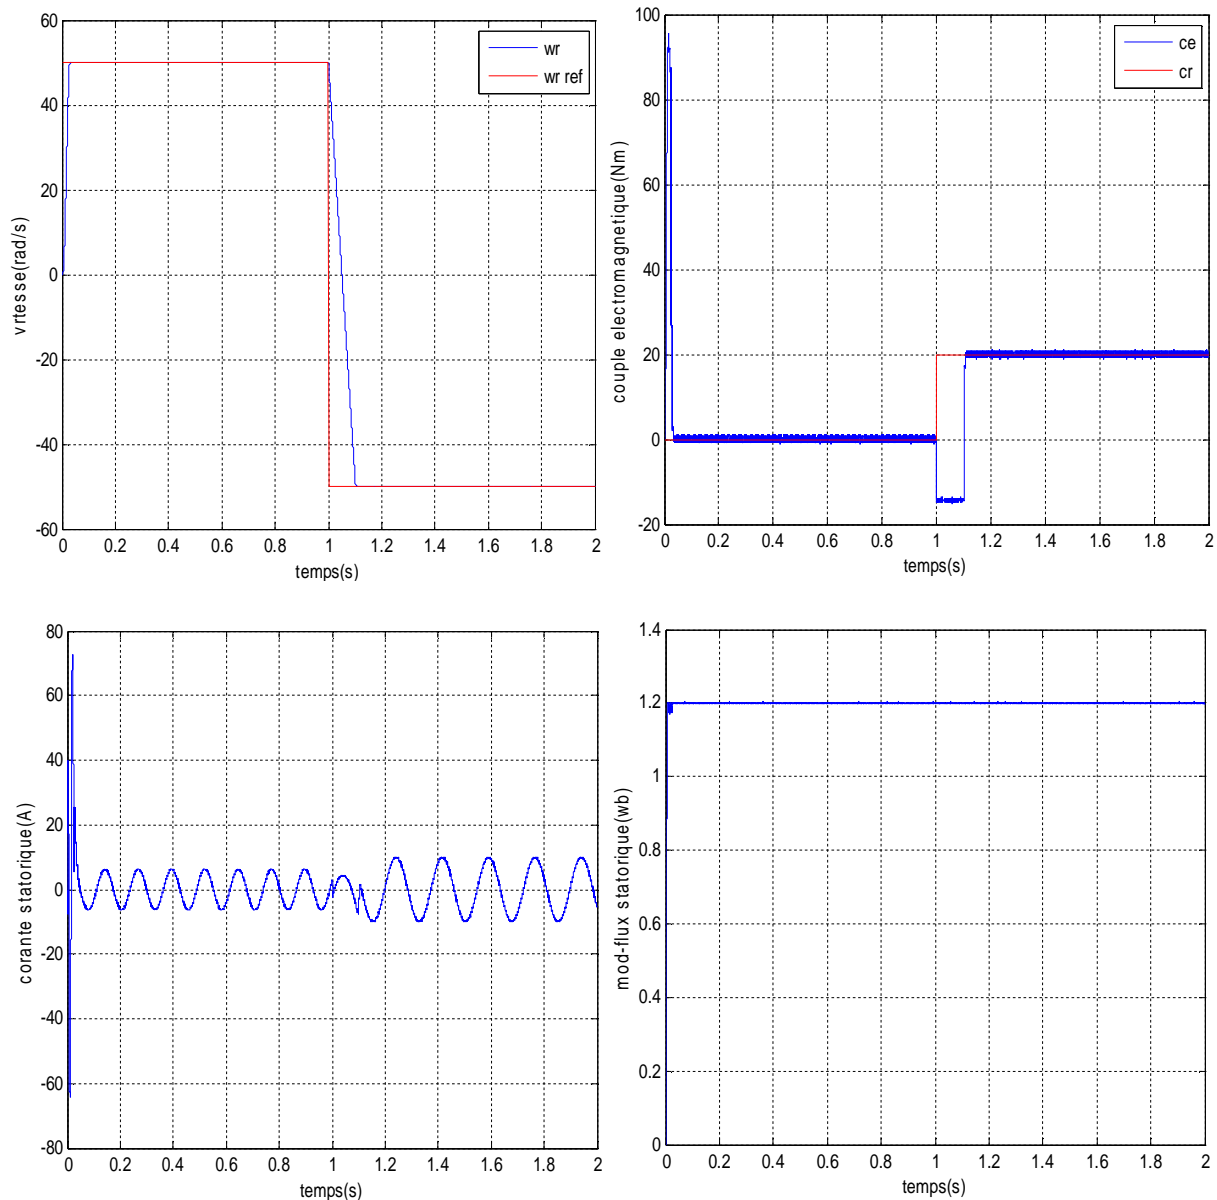 60
40
20
0
-20
-40
-60
vrtesse(rad/s)
wr
wr ref
0 0.2 0.4 0.6 0.8 1 1.2 1.4 1.6 1.8 2
temps(s)
100
80
60
40
20
0
-20
couple electromagnetique(Nm)
ce
cr
0 0.2 0.4 0.6 0.8 1 1.2 1.4 1.6 1.8 2
temps(s)
80
60
40
20
0
-20
-40
-60
-80
corante statorique(A)
0 0.2 0.4 0.6 0.8 1 1.2 1.4 1.6 1.8 2
temps(s)
1.4
1.2
1
0.8
0.6
0.4
0.2
0
mod-flux statorique(wb)
0 0.2 0.4 0.6 0.8 1 1.2 1.4 1.6 1.8 2
temps(s)